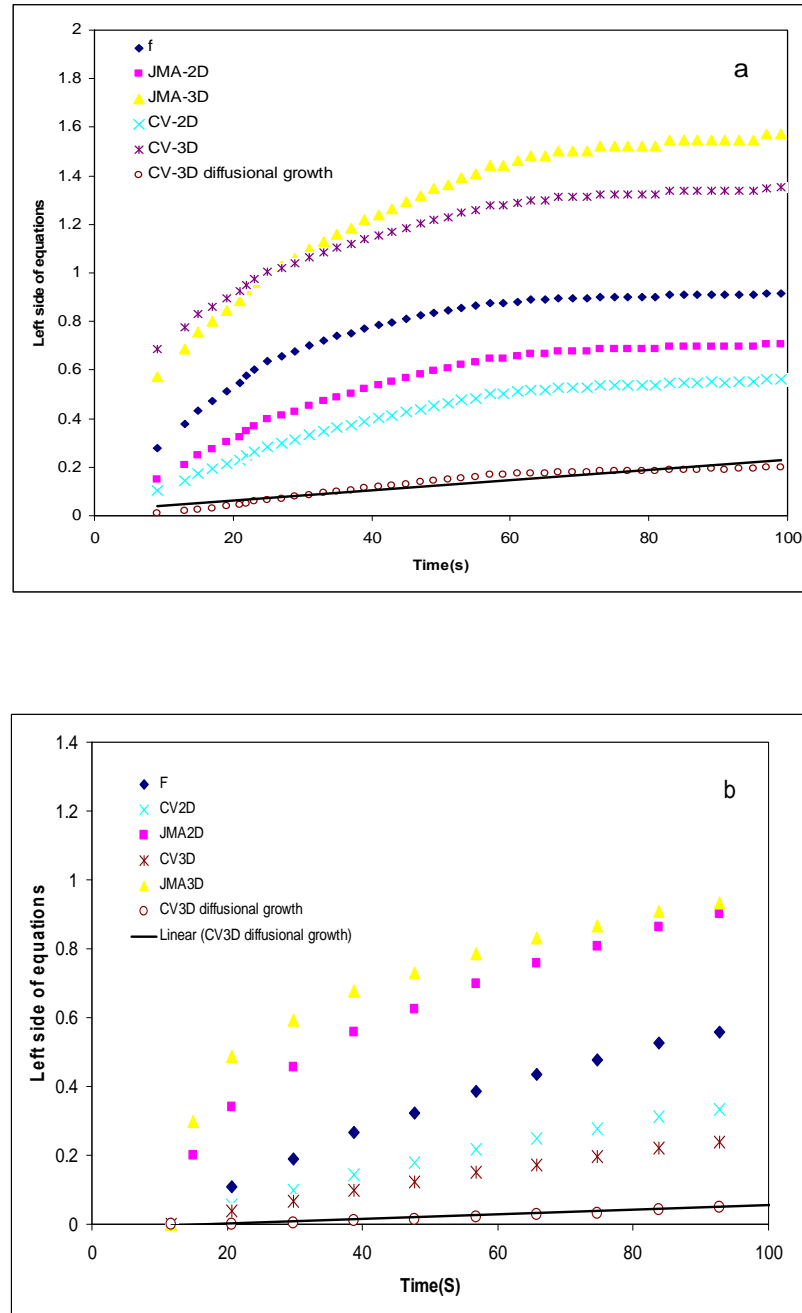 a
f
JMA-2D
JMA-3D
CV-2D
CV-3D
CV-3D diffusional growth
2
1.8
1.6
1.4
1.2
1
0.8
0.6
0.4
0.2
0
Left side of equations
0 20 40 60 80 100
Time(s)
b
F
CV2D
JMA2D
CV3D
JMA3D
CV3D diffusional growth
Linear (CV3D diffusional growth)
1.4
1.2
1
0.8
0.6
0.4
0.2
0
Left side of equations
0 20 40 60 80 100
Time(S)